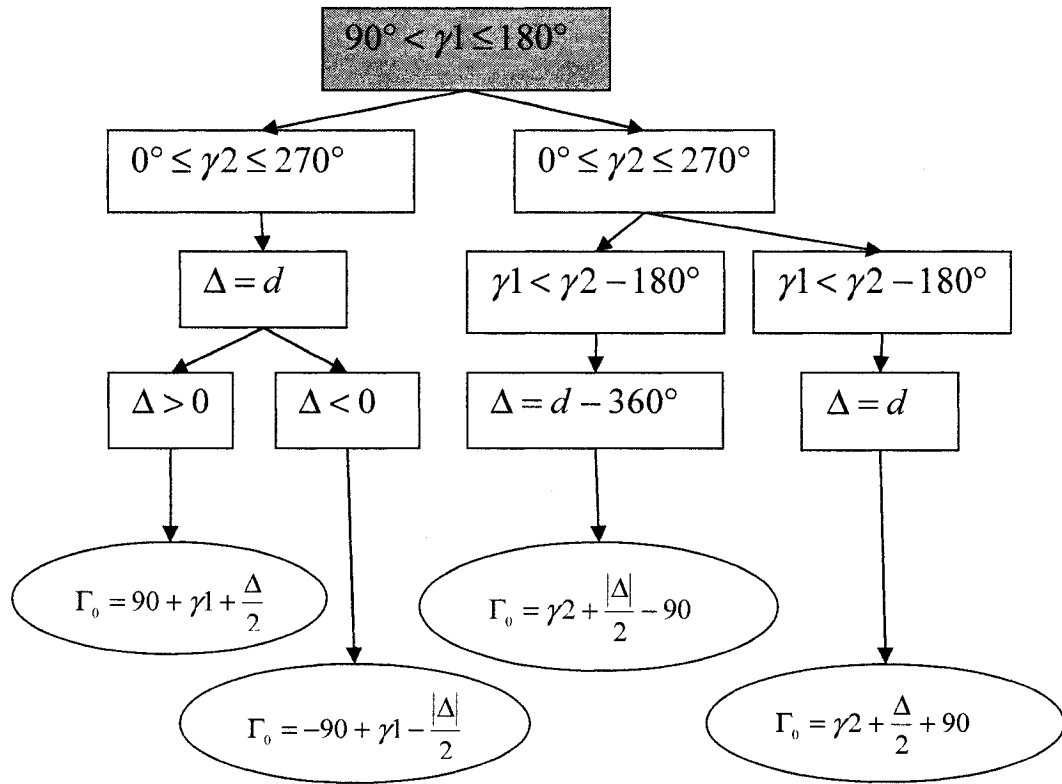 90° < γ1 ≤ 180°
0° ≤ γ2 ≤ 270°
0° ≤ γ2 ≤ 270°
Δ = d
γ1 < γ2 − 180°
γ1 < γ2 − 180°
Δ > 0
Δ < 0
Δ = d − 360°
Δ = d
Γ₀ = 90 + γ1 + Δ/2
Γ₀ = γ2 + |Δ|/2 − 90
Γ₀ = −90 + γ1 − |Δ|/2
Γ₀ = γ2 + Δ/2 + 90